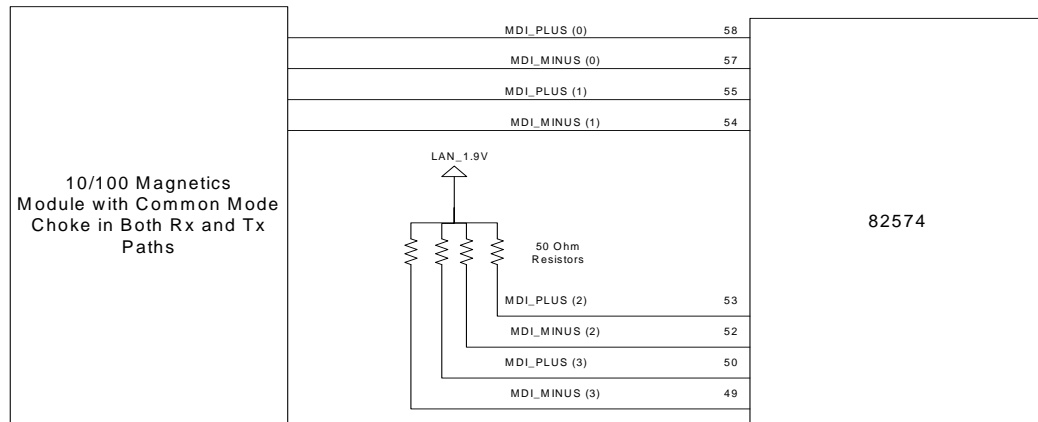 MDI_PLUS (0) 58
MDI_MINUS (0) 57
MDI_PLUS (1) 55
MDI_MINUS (1) 54
10/100 Magnetics
Module with Common Mode
Choke in Both Rx and Tx
Paths
LAN_1.9V
50 Ohm
Resistors
82574
MDI_PLUS (2) 53
MDI_MINUS (2) 52
MDI_PLUS (3) 50
MDI_MINUS (3) 49